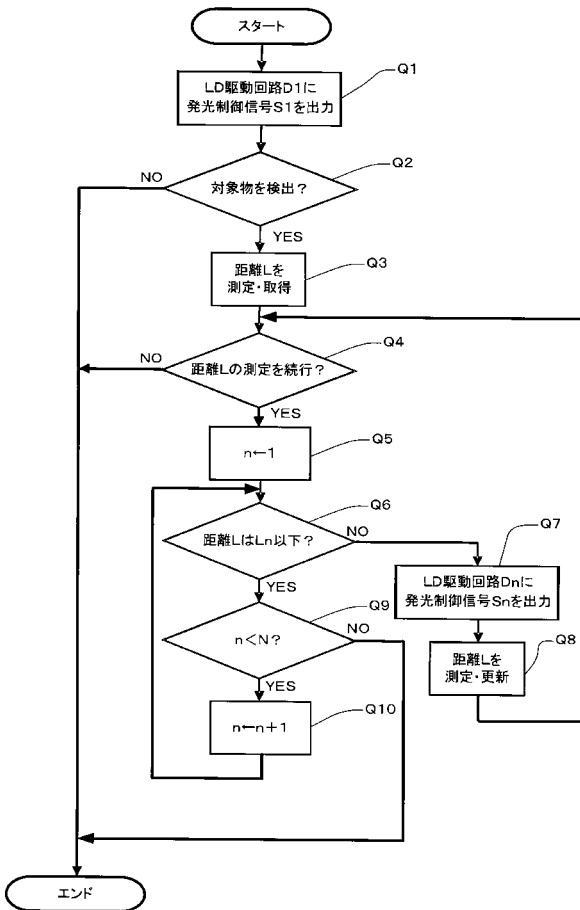 スタート
Q1
LD駆動回路D1に
発光制御信号S1を出力
Q2
対象物を検出？
NO
YES
Q3
距離Lを
測定・取得
Q4
距離Lの測定を続行？
NO
YES
Q5
n←1
Q6
距離LはLn以下？
NO
YES
Q7
LD駆動回路Dnに
発光制御信号Snを出力
Q8
距離Lを
測定・更新
Q9
n＜N？
NO
YES
Q10
n←n＋1
エンド